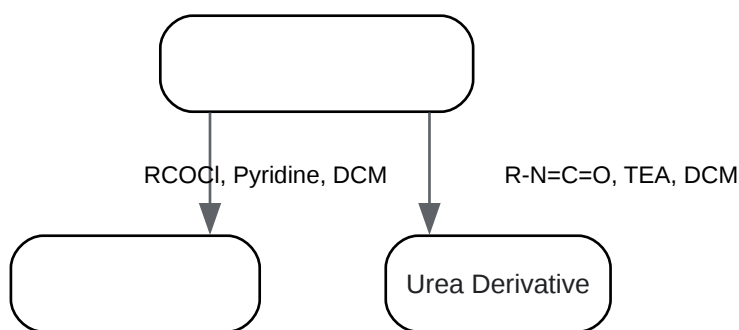 RCOCl, Pyridine, DCM
R-N=C=O, TEA, DCM
Urea Derivative